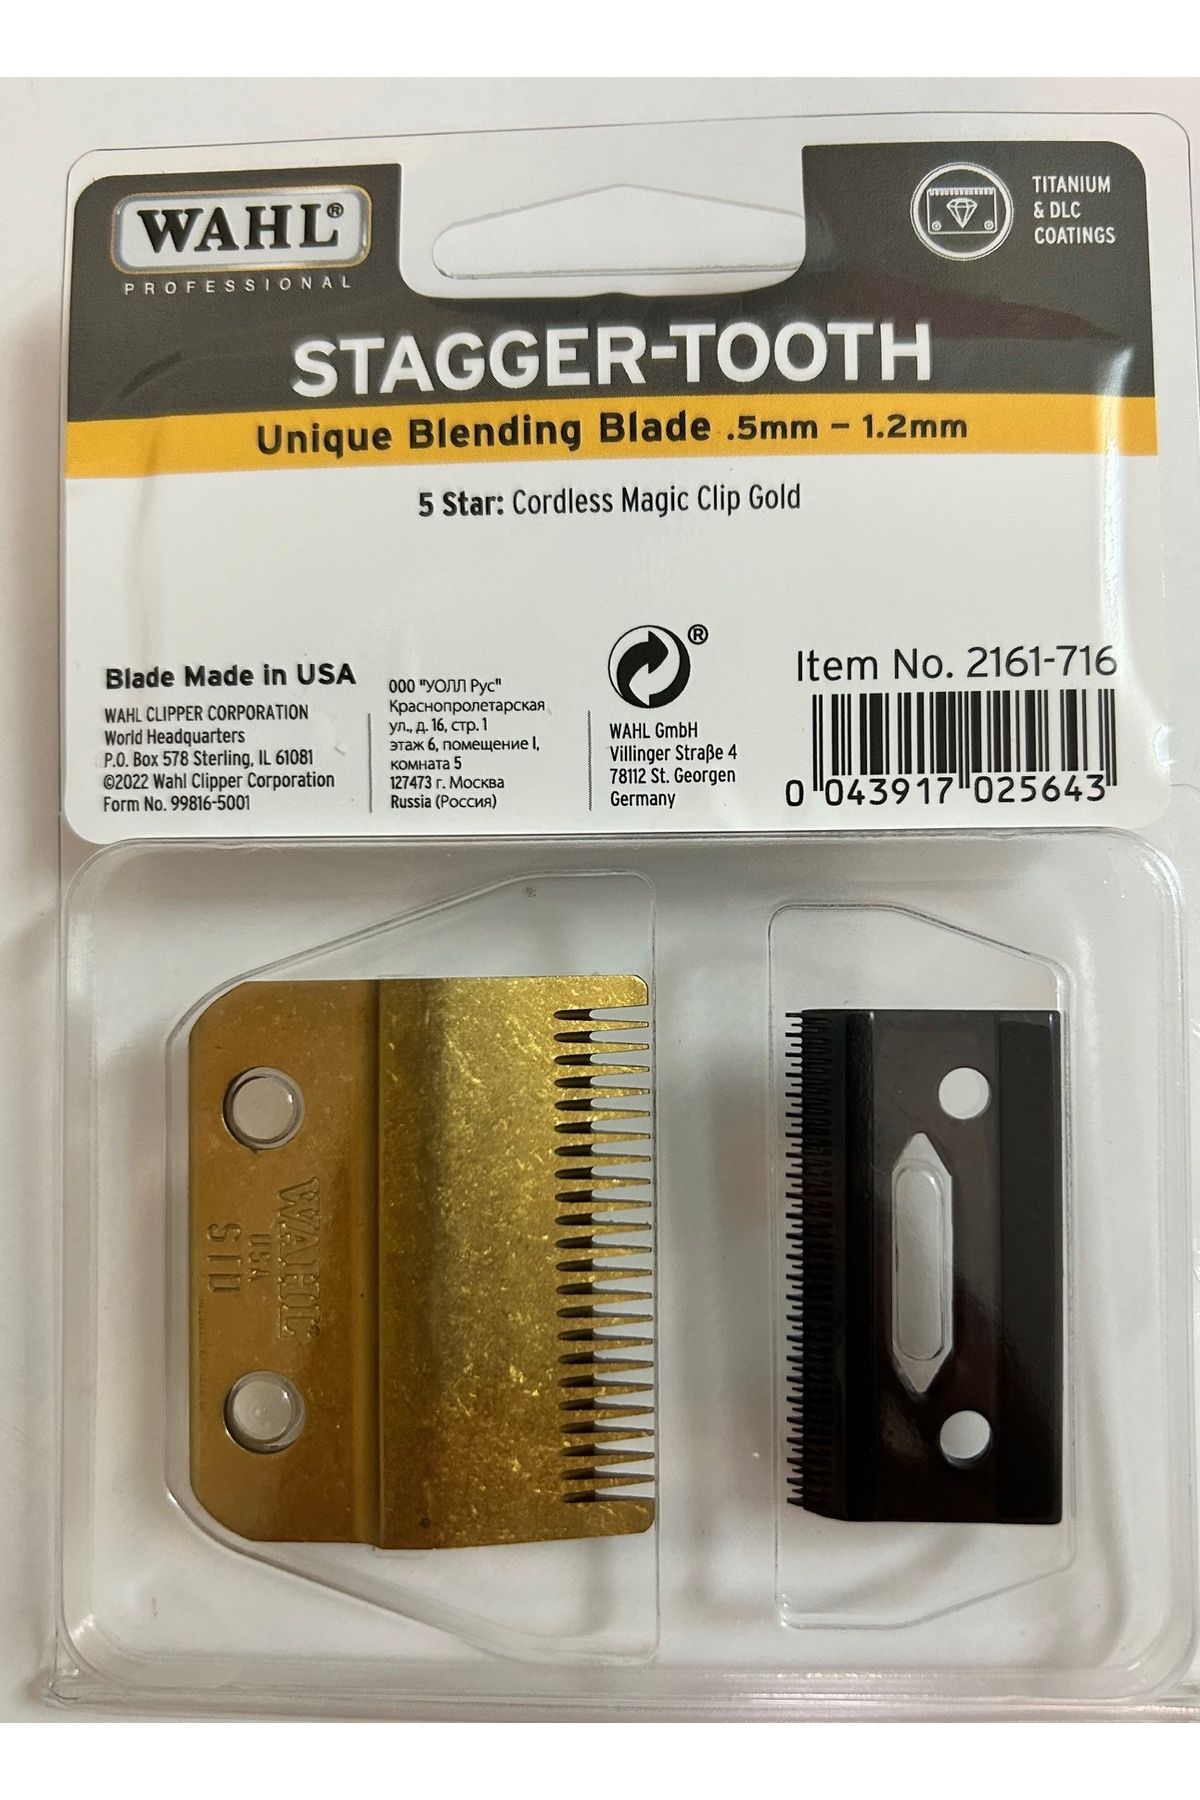 WAHL®
PROFESSIONAL
TITANIUM
& DLC
COATINGS
STAGGER-TOOTH
Unique Blending Blade .5mm – 1.2mm
5 Star: Cordless Magic Clip Gold
Blade Made in USA
WAHL CLIPPER CORPORATION
World Headquarters
P.O. Box 578 Sterling, IL 61081
©2022 Wahl Clipper Corporation
Form No. 99816-5001
ООО "УОЛЛ Рус"
Краснопролетарская
ул., д. 16, стр. 1
этаж 6, помещение I,
комната 5
127473 г. Москва
Russia (Россия)
®
WAHL GmbH
Villinger Straße 4
78112 St. Georgen
Germany
Item No. 2161-716
0 043917 025643
WAHL
USA
STD